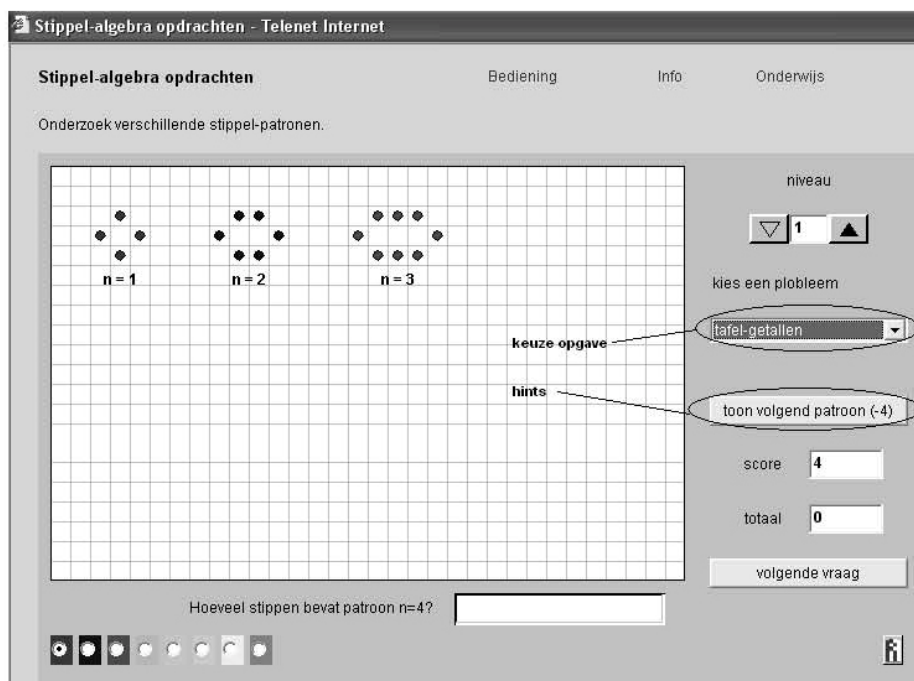 Stippel-algebra opdrachten - Telenet Internet
Stippel-algebra opdrachten
Bediening
Info
Onderwijs
Onderzoek verschillende stippel-patronen.
niveau
1
n = 1
n = 2
n = 3
kies een plobleem
tafel-getallen
keuze opgave
hints
toon volgend patroon (-4)
score
4
totaal
0
volgende vraag
Hoeveel stippen bevat patroon n=4?